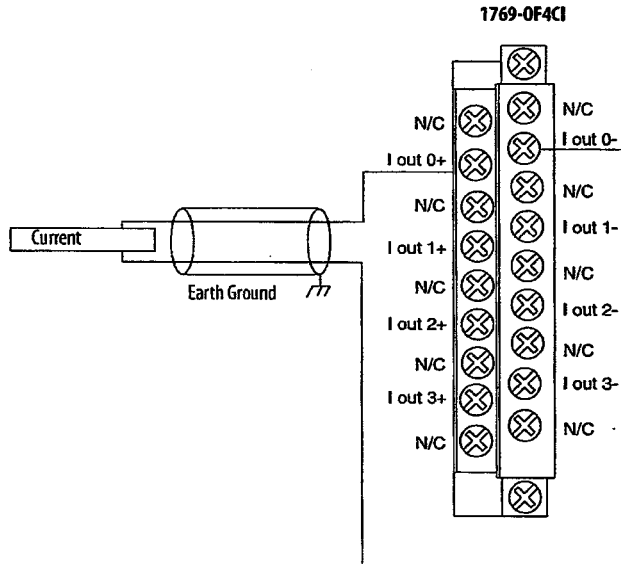 1769-OF4CI
N/C
I out 0+
N/C
I out 1+
N/C
I out 2+
N/C
I out 3+
N/C
N/C
I out 0-
N/C
I out 1-
N/C
I out 2-
N/C
I out 3-
N/C
Current
Earth Ground